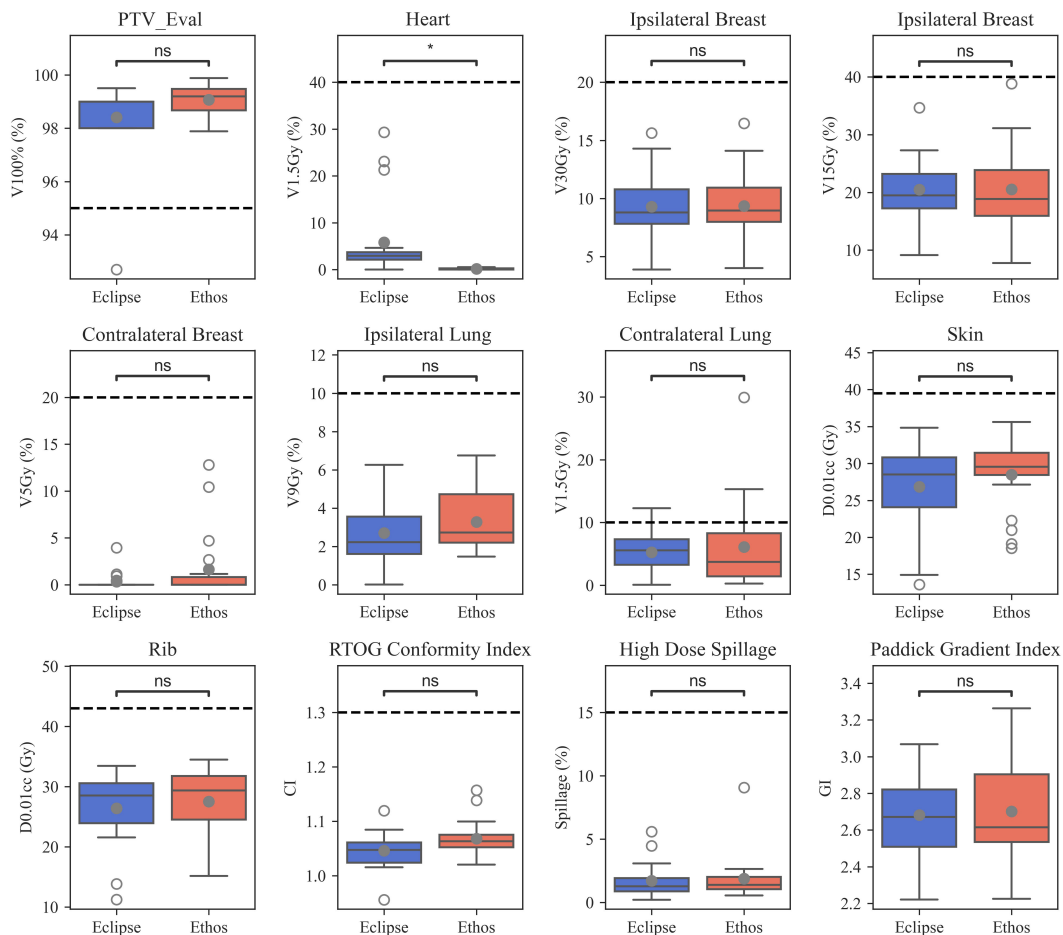 PTV_Eval
Heart
Ipsilateral Breast
Ipsilateral Breast
ns
*
ns
ns
V100% (%)
100
98
96
94
V1.5Gy (%)
40
30
20
10
0
V30Gy (%)
20
15
10
5
V15Gy (%)
40
30
20
10
Eclipse Ethos
Eclipse Ethos
Eclipse Ethos
Eclipse Ethos
Contralateral Breast
Ipsilateral Lung
Contralateral Lung
Skin
ns
ns
ns
ns
V5Gy (%)
20
15
10
5
0
V9Gy (%)
12
10
8
6
4
2
0
V1.5Gy (%)
30
20
10
0
D0.01cc (Gy)
45
40
35
30
25
20
15
Eclipse Ethos
Eclipse Ethos
Eclipse Ethos
Eclipse Ethos
Rib
RTOG Conformity Index
High Dose Spillage
Paddick Gradient Index
ns
ns
ns
ns
D0.01cc (Gy)
50
40
30
20
10
CI
1.3
1.2
1.1
1.0
Spillage (%)
15
10
5
0
GI
3.4
3.2
3.0
2.8
2.6
2.4
2.2
Eclipse Ethos
Eclipse Ethos
Eclipse Ethos
Eclipse Ethos